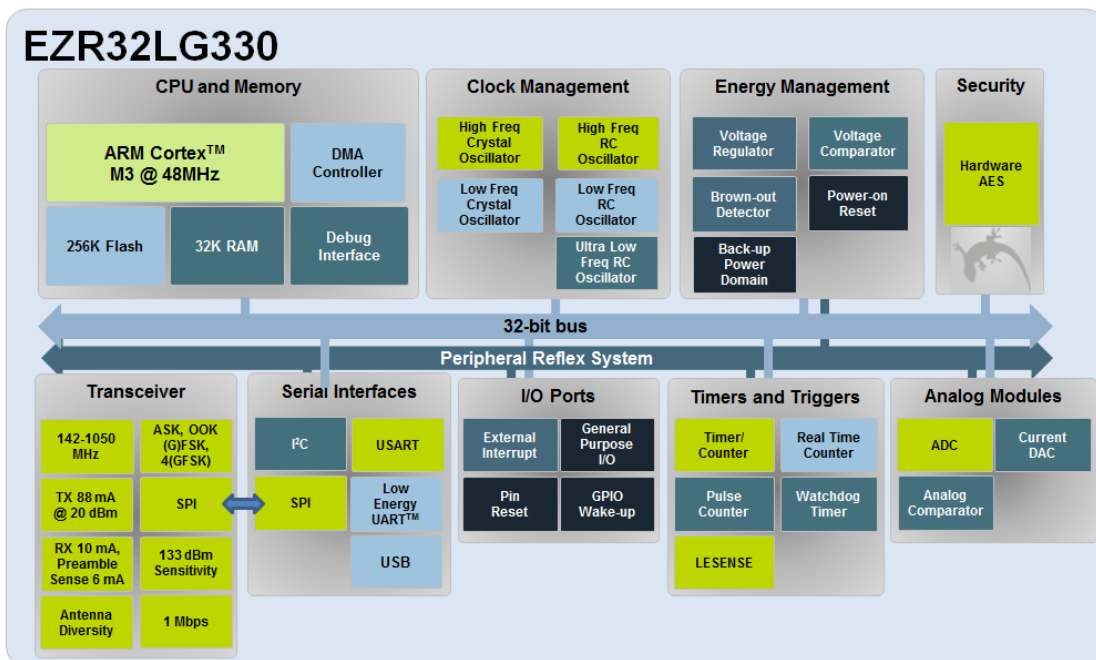 EZR32LG330
CPU and Memory
ARM Cortex™
M3 @ 48MHz
DMA
Controller
256K Flash
32K RAM
Debug
Interface
Clock Management
High Freq
Crystal
Oscillator
High Freq
RC
Oscillator
Low Freq
Crystal
Oscillator
Low Freq
RC
Oscillator
Ultra Low
Freq RC
Oscillator
Energy Management
Voltage
Regulator
Voltage
Comparator
Brown-out
Detector
Power-on
Reset
Back-up
Power
Domain
Security
Hardware
AES
32-bit bus
Peripheral Reflex System
Transceiver
142-1050
MHz
ASK, OOK
(G)FSK,
4(GFSK)
TX 88 mA
@ 20 dBm
SPI
RX 10 mA,
Preamble
Sense 6 mA
133 dBm
Sensitivity
Antenna
Diversity
1 Mbps
Serial Interfaces
I²C
USART
SPI
Low
Energy
UART™
USB
I/O Ports
External
Interrupt
General
Purpose
I/O
Pin
Reset
GPIO
Wake-up
Timers and Triggers
Timer/
Counter
Real Time
Counter
Pulse
Counter
Watchdog
Timer
LESENSE
Analog Modules
ADC
Current
DAC
Analog
Comparator